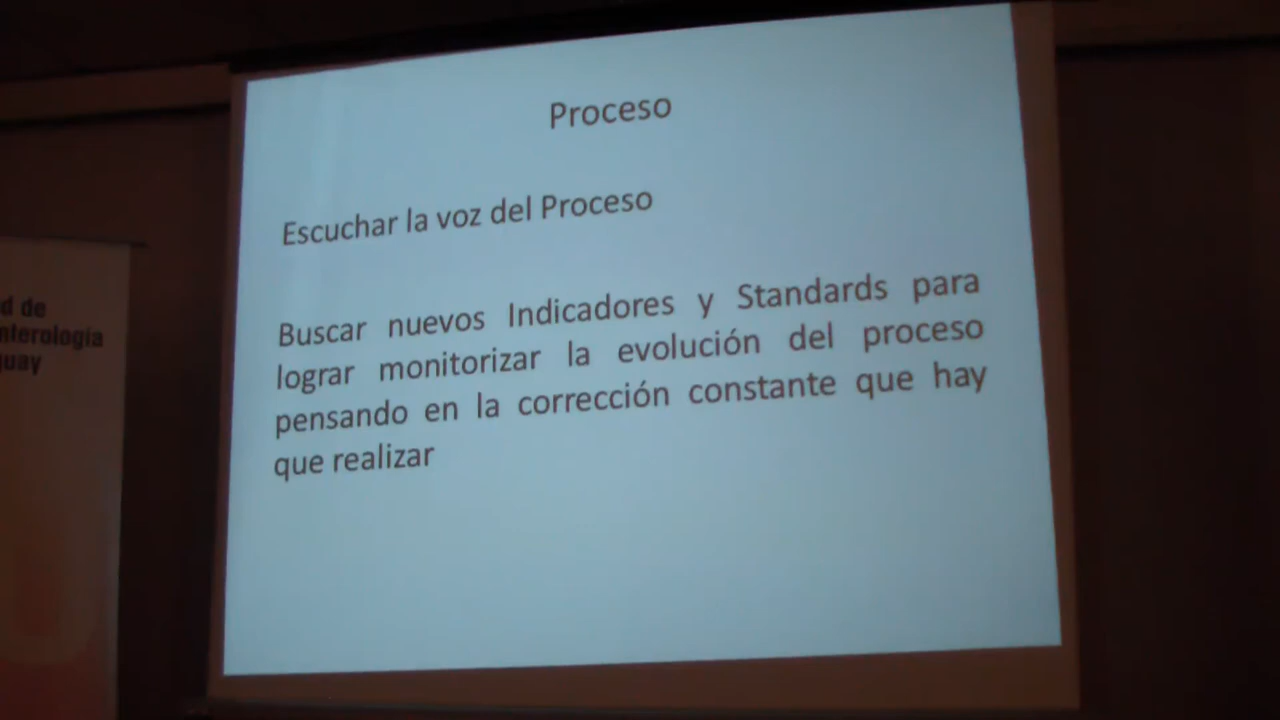 Proceso
Escuchar la voz del Proceso
Buscar nuevos Indicadores y Standards para
lograr monitorizar la evolución del proceso
pensando en la corrección constante que hay
que realizar
d de
nterología
guay